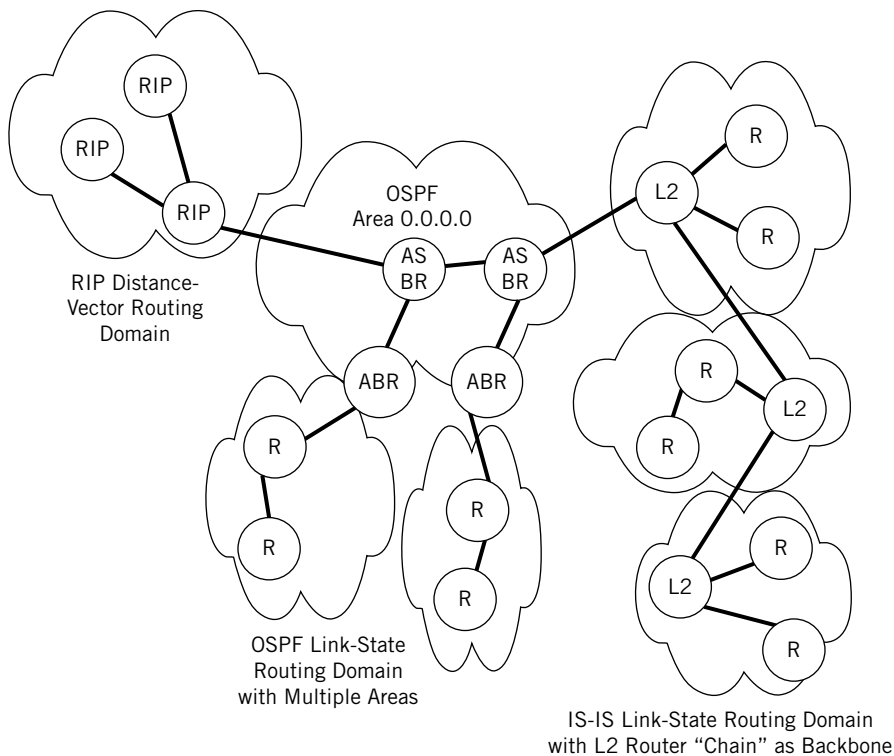 RIP
RIP
RIP
RIP Distance-
Vector Routing
Domain
OSPF
Area 0.0.0.0
AS
BR
AS
BR
ABR
ABR
R
R
R
R
OSPF Link-State
Routing Domain
with Multiple Areas
R
L2
R
R
L2
R
R
L2
R
IS-IS Link-State Routing Domain
with L2 Router “Chain” as Backbone